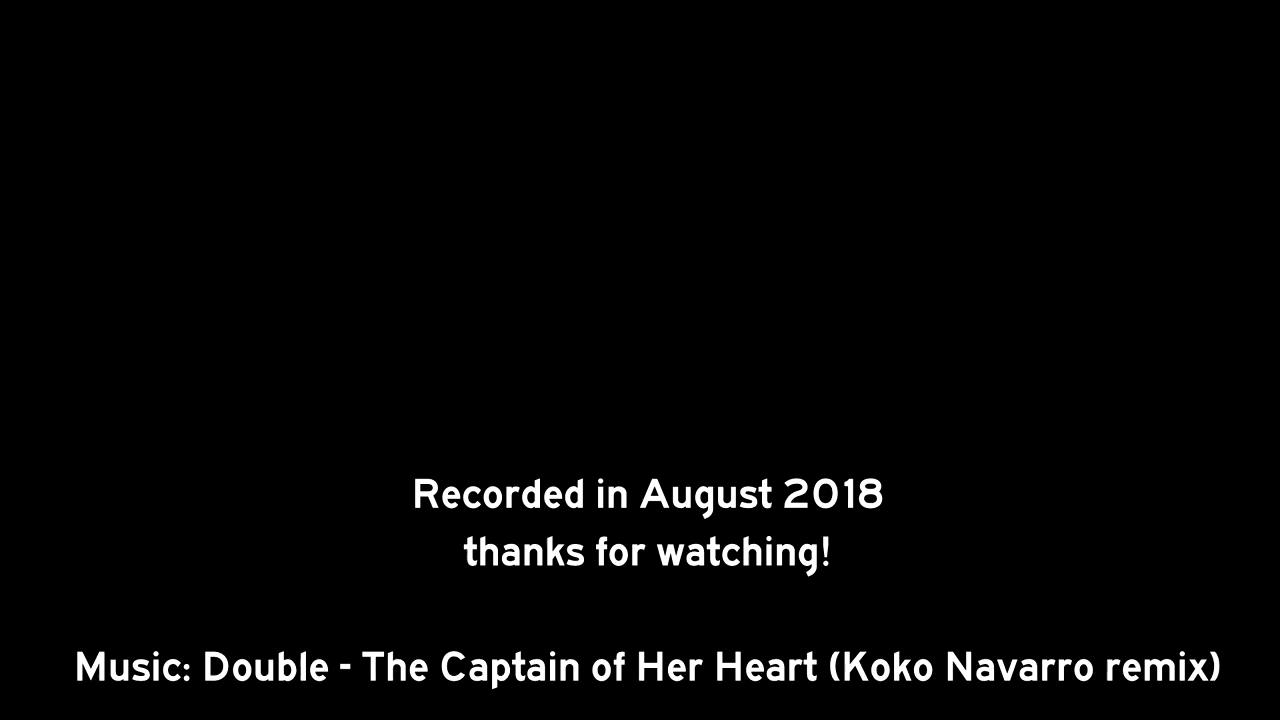 Recorded in August 2018
thanks for watching!
Music: Double - The Captain of Her Heart (Koko Navarro remix)